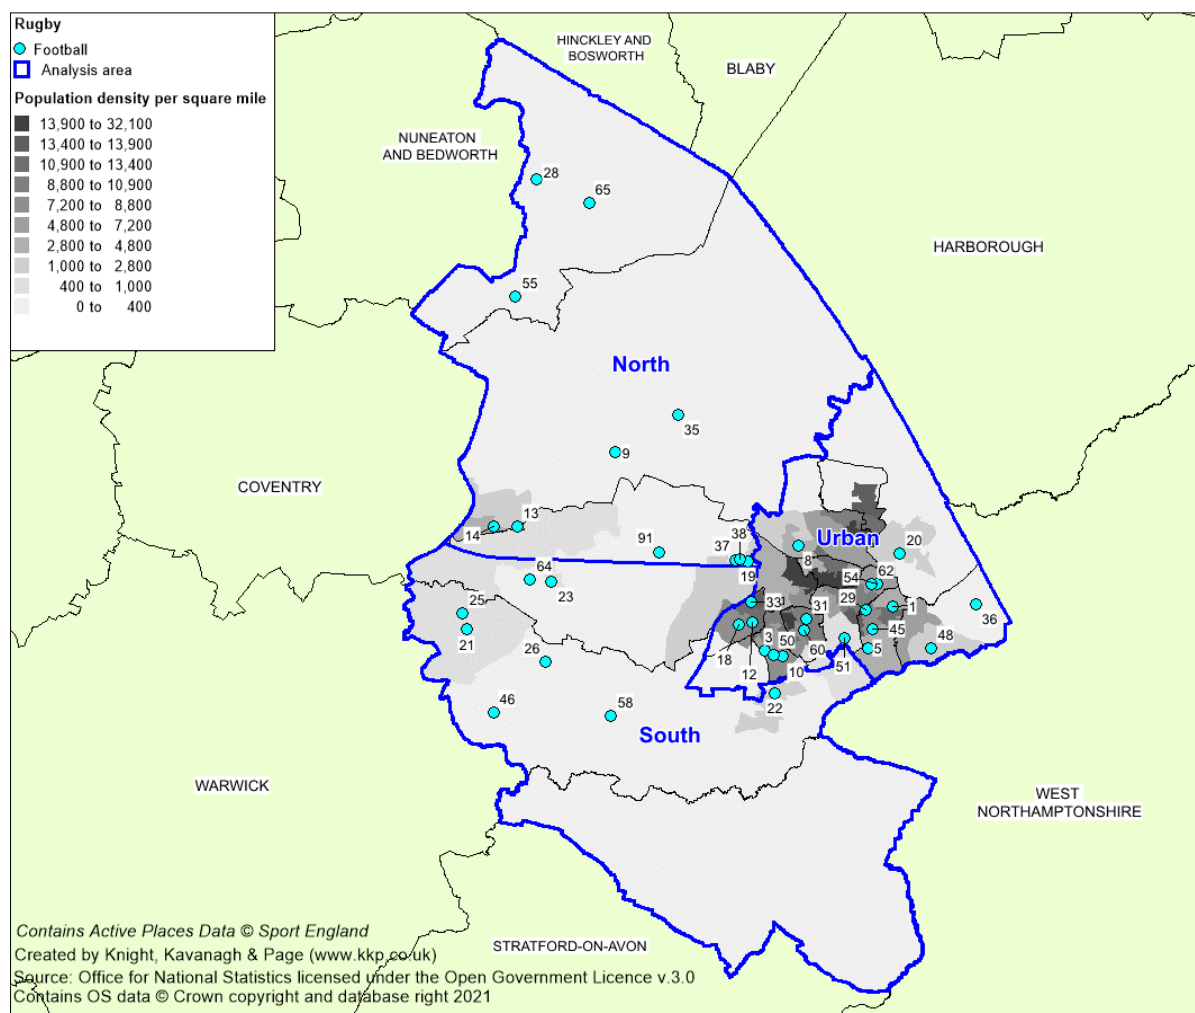 Rugby
Football
Analysis area
Population density per square mile
13,900 to 32,100
13,400 to 13,900
10,900 to 13,400
8,800 to 10,900
7,200 to 8,800
4,800 to 7,200
2,800 to 4,800
1,000 to 2,800
400 to 1,000
0 to 400
HINCKLEY AND
BOSWORTH
BLABY
NUNEATON
AND BEDWORTH
28
65
HARBOROUGH
55
North
35
9
COVENTRY
13
14
38
Urban
91
37
20
8
19
64
54
62
23
25
33
31
29
1
36
21
3
50
45
48
26
18
60
5
12
10
51
22
46
58
South
WARWICK
WEST
NORTHAMPTONSHIRE
STRATFORD-ON-AVON
Contains Active Places Data © Sport England
Created by Knight, Kavanagh & Page (www.kkp.co.uk)
Source: Office for National Statistics licensed under the Open Government Licence v.3.0
Contains OS data © Crown copyright and database right 2021